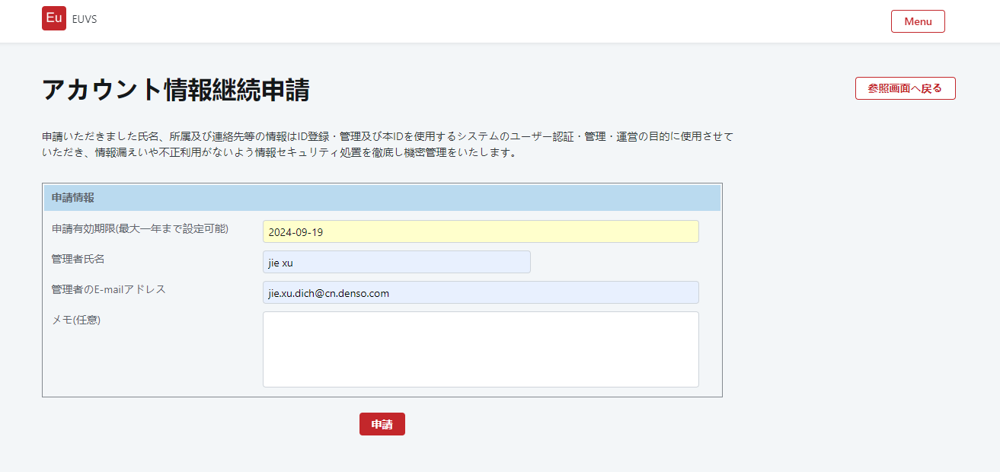 Eu EUVS
Menu
アカウント情報継続申請
参照画面へ戻る
申請いただきました氏名、所属及び連絡先等の情報はID登録・管理及び本IDを使用するシステムのユーザー認証・管理・運営の目的に使用させて
いただき、情報漏えいや不正利用がないよう情報セキュリティ処置を徹底し機密管理をいたします。
申請情報
申請有効期限(最大一年まで設定可能)
2024-09-19
管理者氏名
jie xu
管理者のE-mailアドレス
jie.xu.dich@cn.denso.com
メモ(任意)
申請